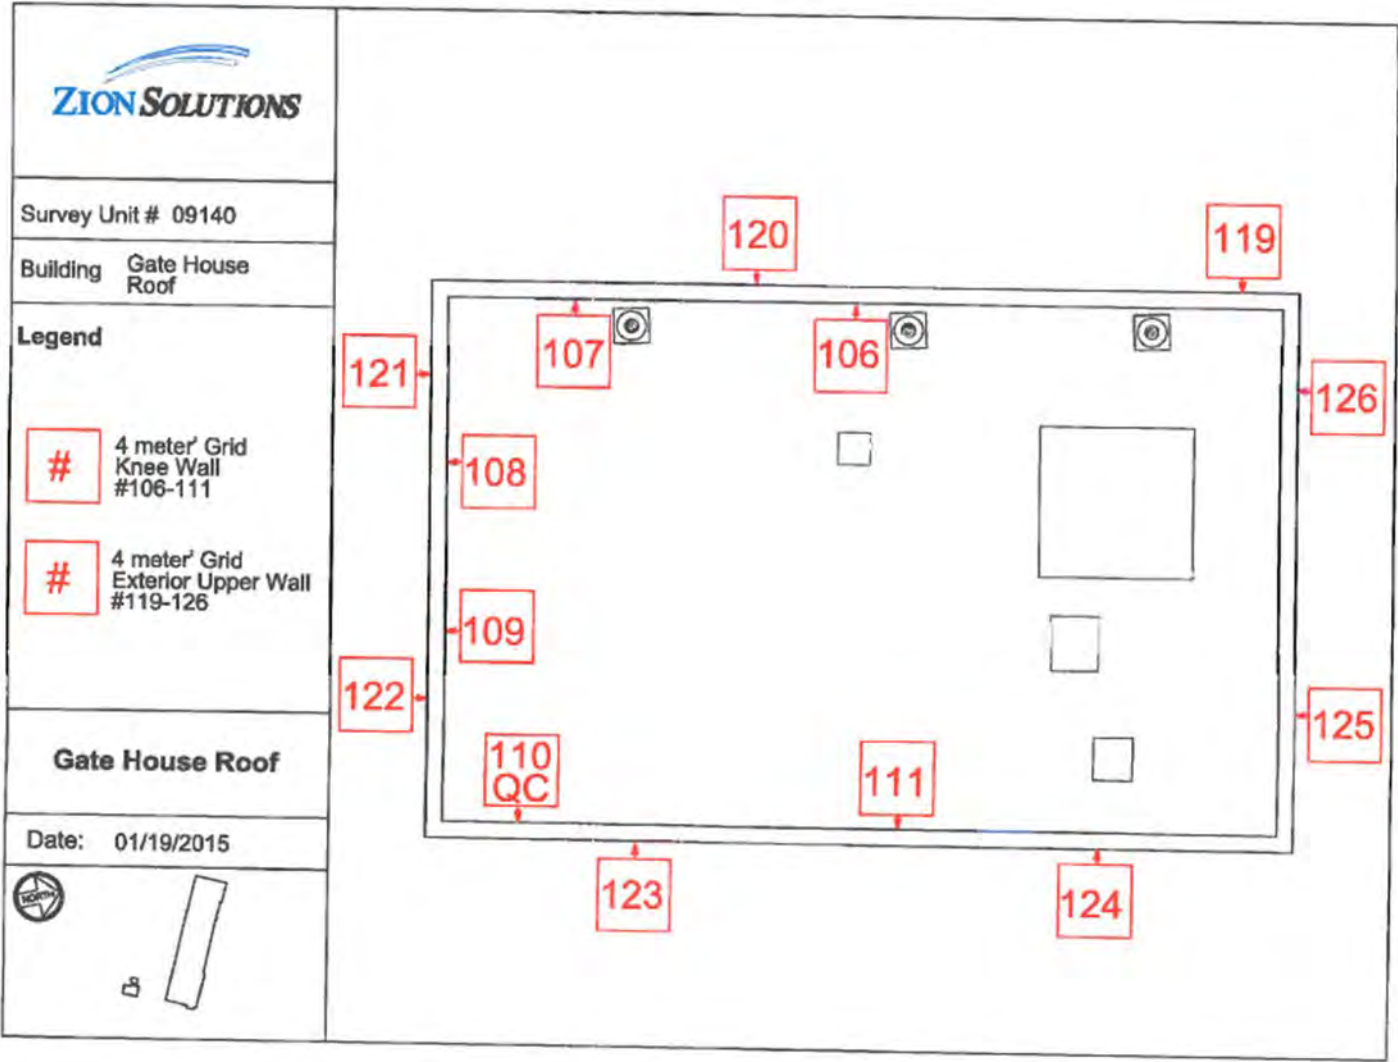 ZION SOLUTIONS
Survey Unit # 09140
Building Gate House
Roof
Legend
#
4 meter² Grid
Knee Wall
#106-111
#
4 meter² Grid
Exterior Upper Wall
#119-126
Gate House Roof
Date: 01/19/2015
NORTH
120
119
107
106
121
126
108
109
122
125
110
QC
111
123
124